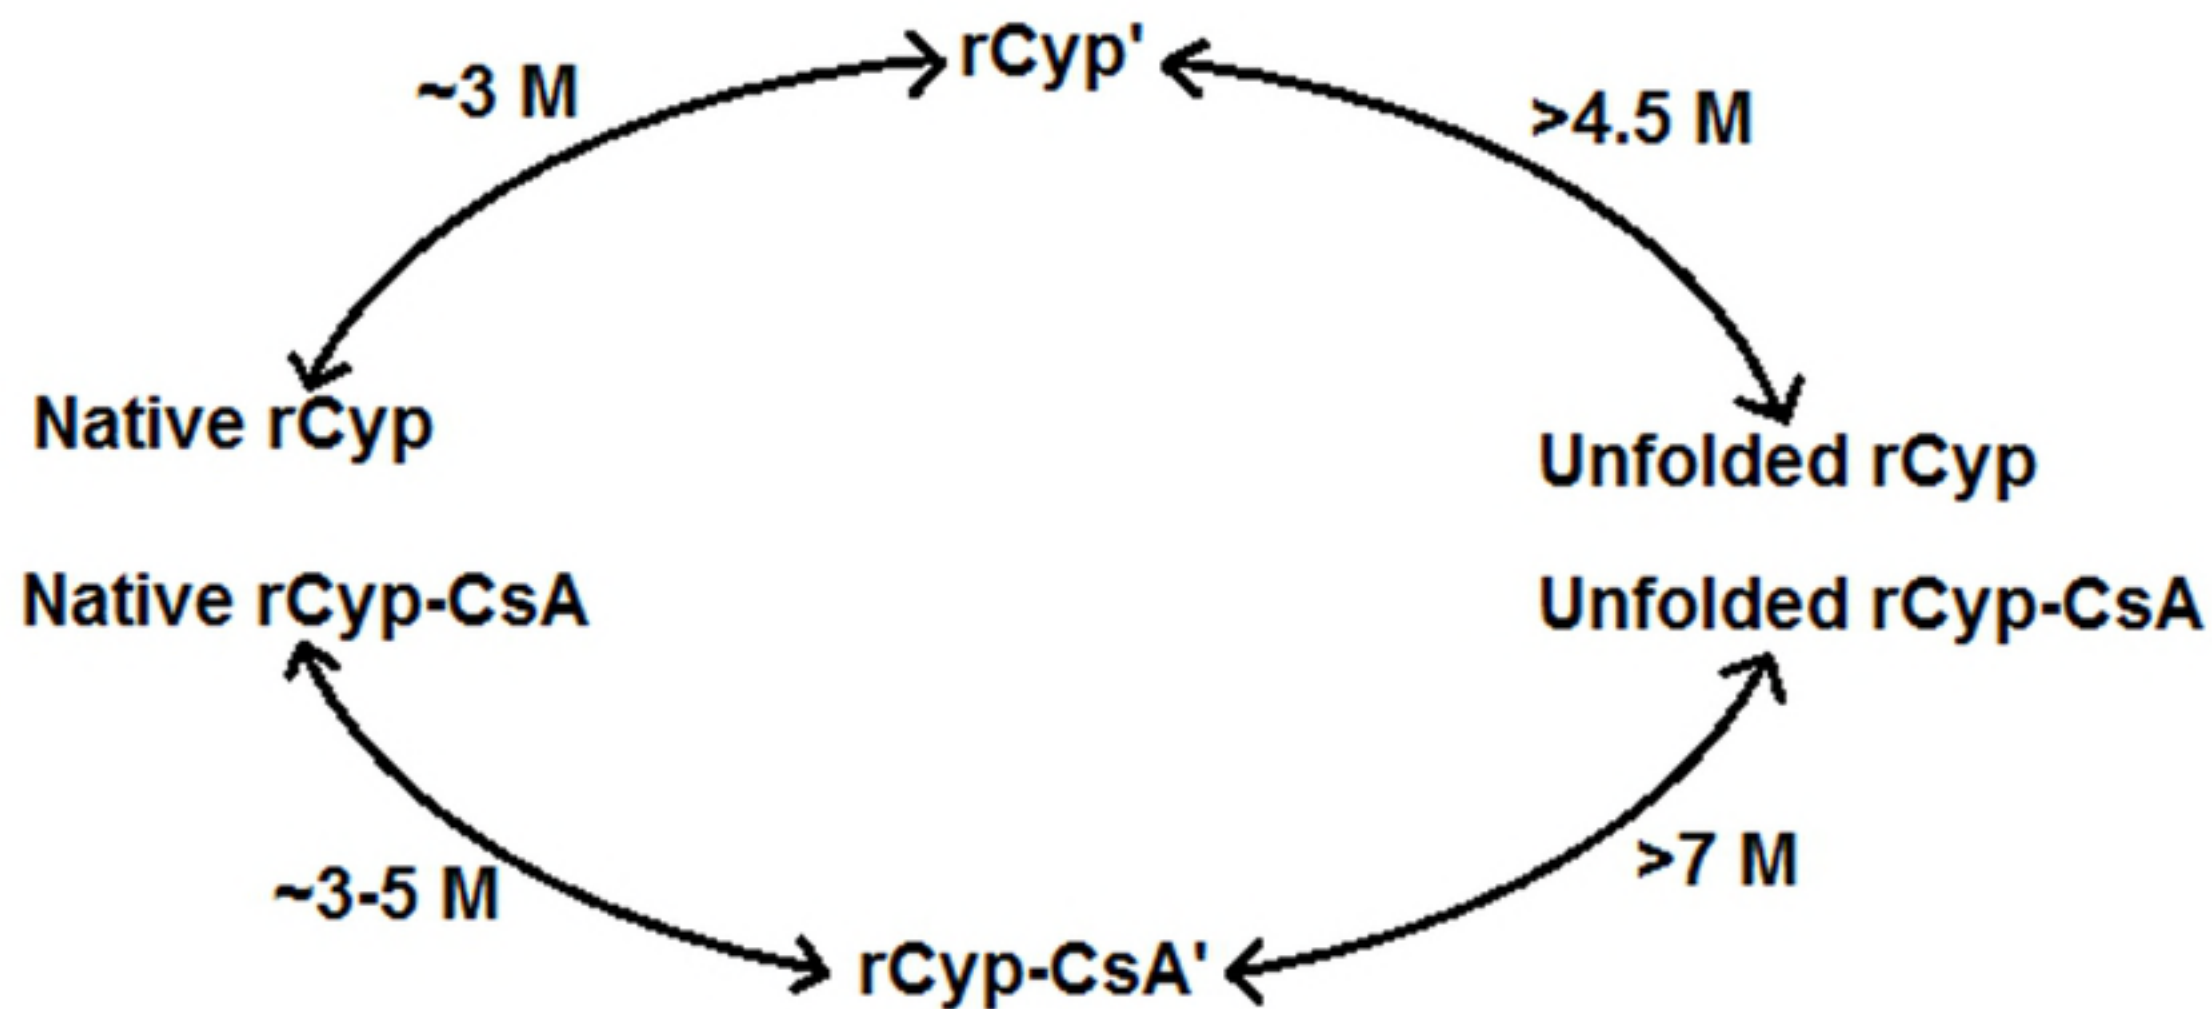 rCyp'
~3 M
>4.5 M
Native rCyp
Unfolded rCyp
Native rCyp-CsA
Unfolded rCyp-CsA
~3-5 M
>7 M
rCyp-CsA'